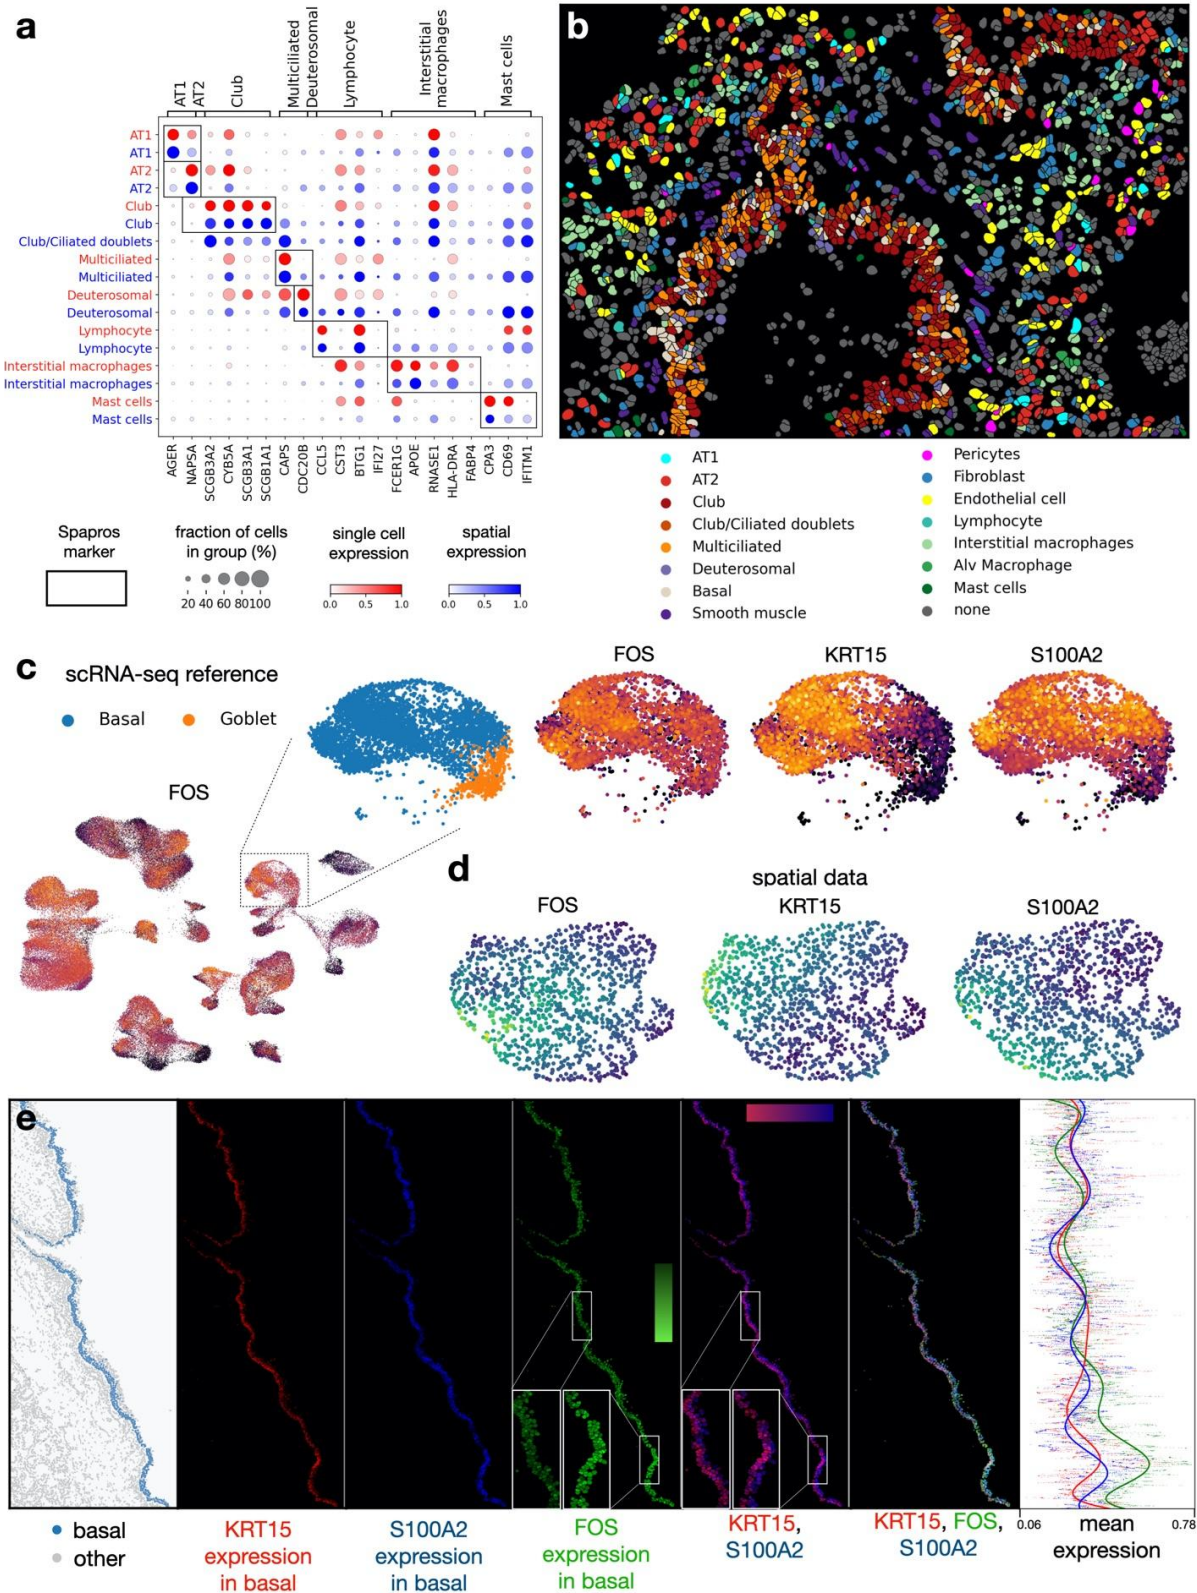 a
AT1
AT2
Club
Multiciliated
Deuterosomal
Lymphocyte
Interstitial
macrophages
Mast cells
AT1
AT1
AT2
AT2
Club
Club
Club/Ciliated doublets
Multiciliated
Multiciliated
Deuterosomal
Deuterosomal
Lymphocyte
Lymphocyte
Interstitial macrophages
Interstitial macrophages
Mast cells
Mast cells
AGER
NAPSA
SCGB3A2
CYB5A
SCGB3A1
SCGB1A1
CAPS
CDC20B
CCL5
CST3
BTG1
IFI27
FCER1G
APOE
RNASE1
HLA-DRA
FABP4
CPA3
CD69
IFITM1
Spapros
marker
fraction of cells
in group (%)
20 40 60 80100
single cell
expression
0.0 0.5 1.0
spatial
expression
0.0 0.5 1.0
b
AT1
AT2
Club
Club/Ciliated doublets
Multiciliated
Deuterosomal
Basal
Smooth muscle
Pericytes
Fibroblast
Endothelial cell
Lymphocyte
Interstitial macrophages
Alv Macrophage
Mast cells
none
c
scRNA-seq reference
Basal
Goblet
FOS
FOS
KRT15
S100A2
d
spatial data
FOS
KRT15
S100A2
e
basal
other
KRT15
expression
in basal
S100A2
expression
in basal
FOS
expression
in basal
KRT15,
S100A2
KRT15, FOS,
S100A2
0.06
mean
expression
0.78